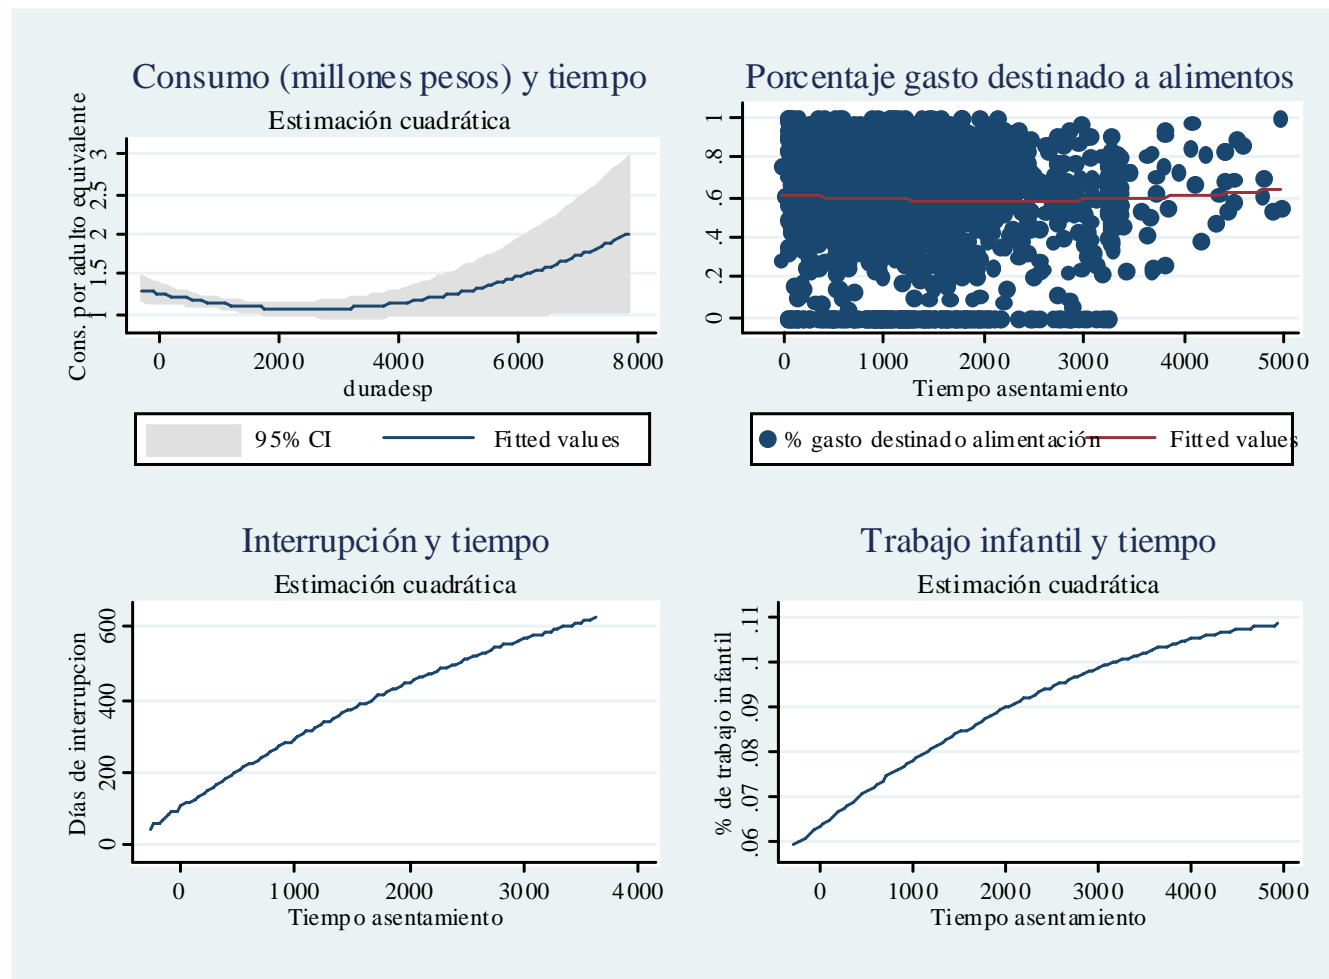 Consumo (millones pesos) y tiempo
Estimación cuadrática
Cons. por adulto equivalente
3
2.5
2
1.5
1
0 2000 4000 6000 8000
duradesp
95% CI Fitted values
Porcentaje gasto destinado a alimentos
1
.8
.6
.4
.2
0
0 1000 2000 3000 4000 5000
Tiempo asentamiento
% gasto destinado alimentación Fitted values
Interrupción y tiempo
Estimación cuadrática
Días de interrupcion
600
400
200
0
0 1000 2000 3000 4000
Tiempo asentamiento
Trabajo infantil y tiempo
Estimación cuadrática
% de trabajo infantil
.11
.1
.09
.08
.07
.06
0 1000 2000 3000 4000 5000
Tiempo asentamiento